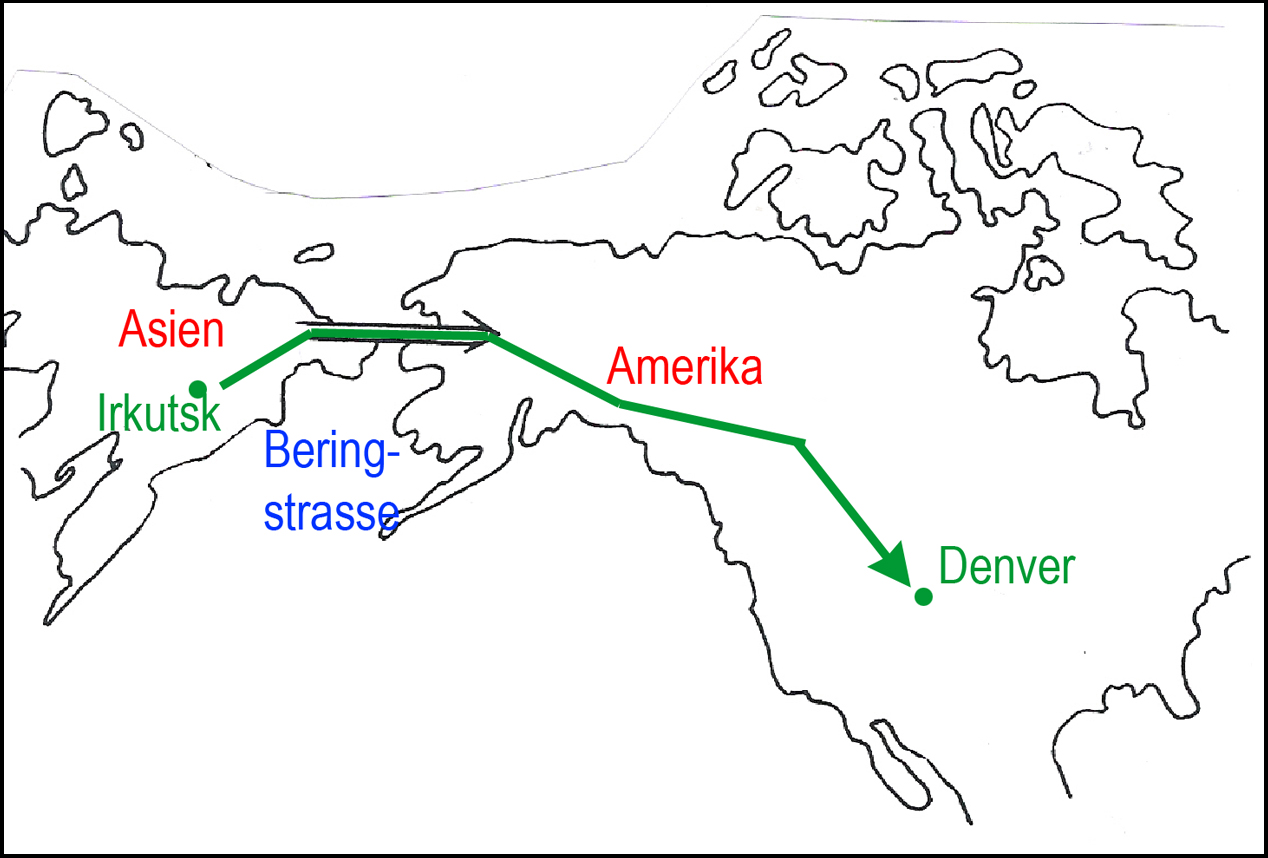 Asien
Amerika
Irkutsk
Bering-
strasse
Denver